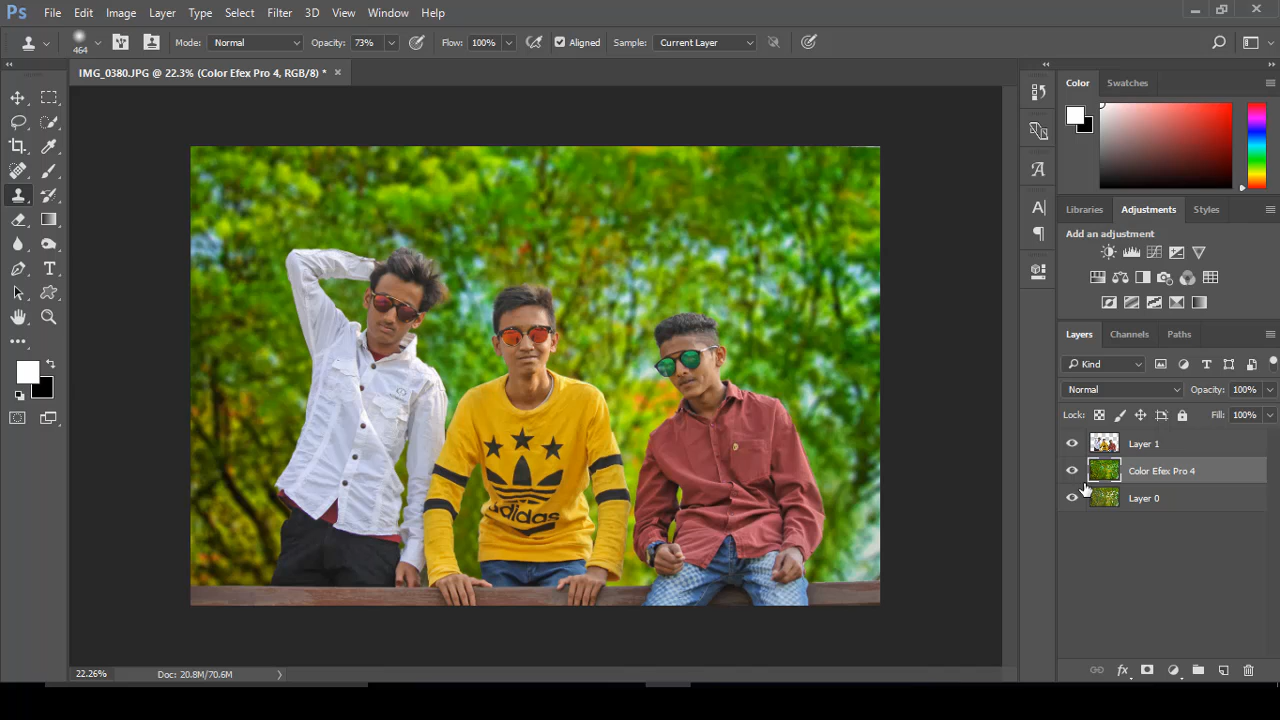 Ps File Edit Image Layer Type Select Filter 3D View Window Help
464 Mode: Normal Opacity: 73% Flow: 100% Aligned Sample: Current Layer
IMG_0380.JPG @ 22.3% (Color Efex Pro 4, RGB/8) * ×
Color Swatches
Libraries Adjustments Styles
Add an adjustment
Layers Channels Paths
Kind
Normal Opacity: 100%
Lock: Fill: 100%
Layer 1
Color Efex Pro 4
Layer 0
adidas
22.26% Doc: 20.8M/70.6M